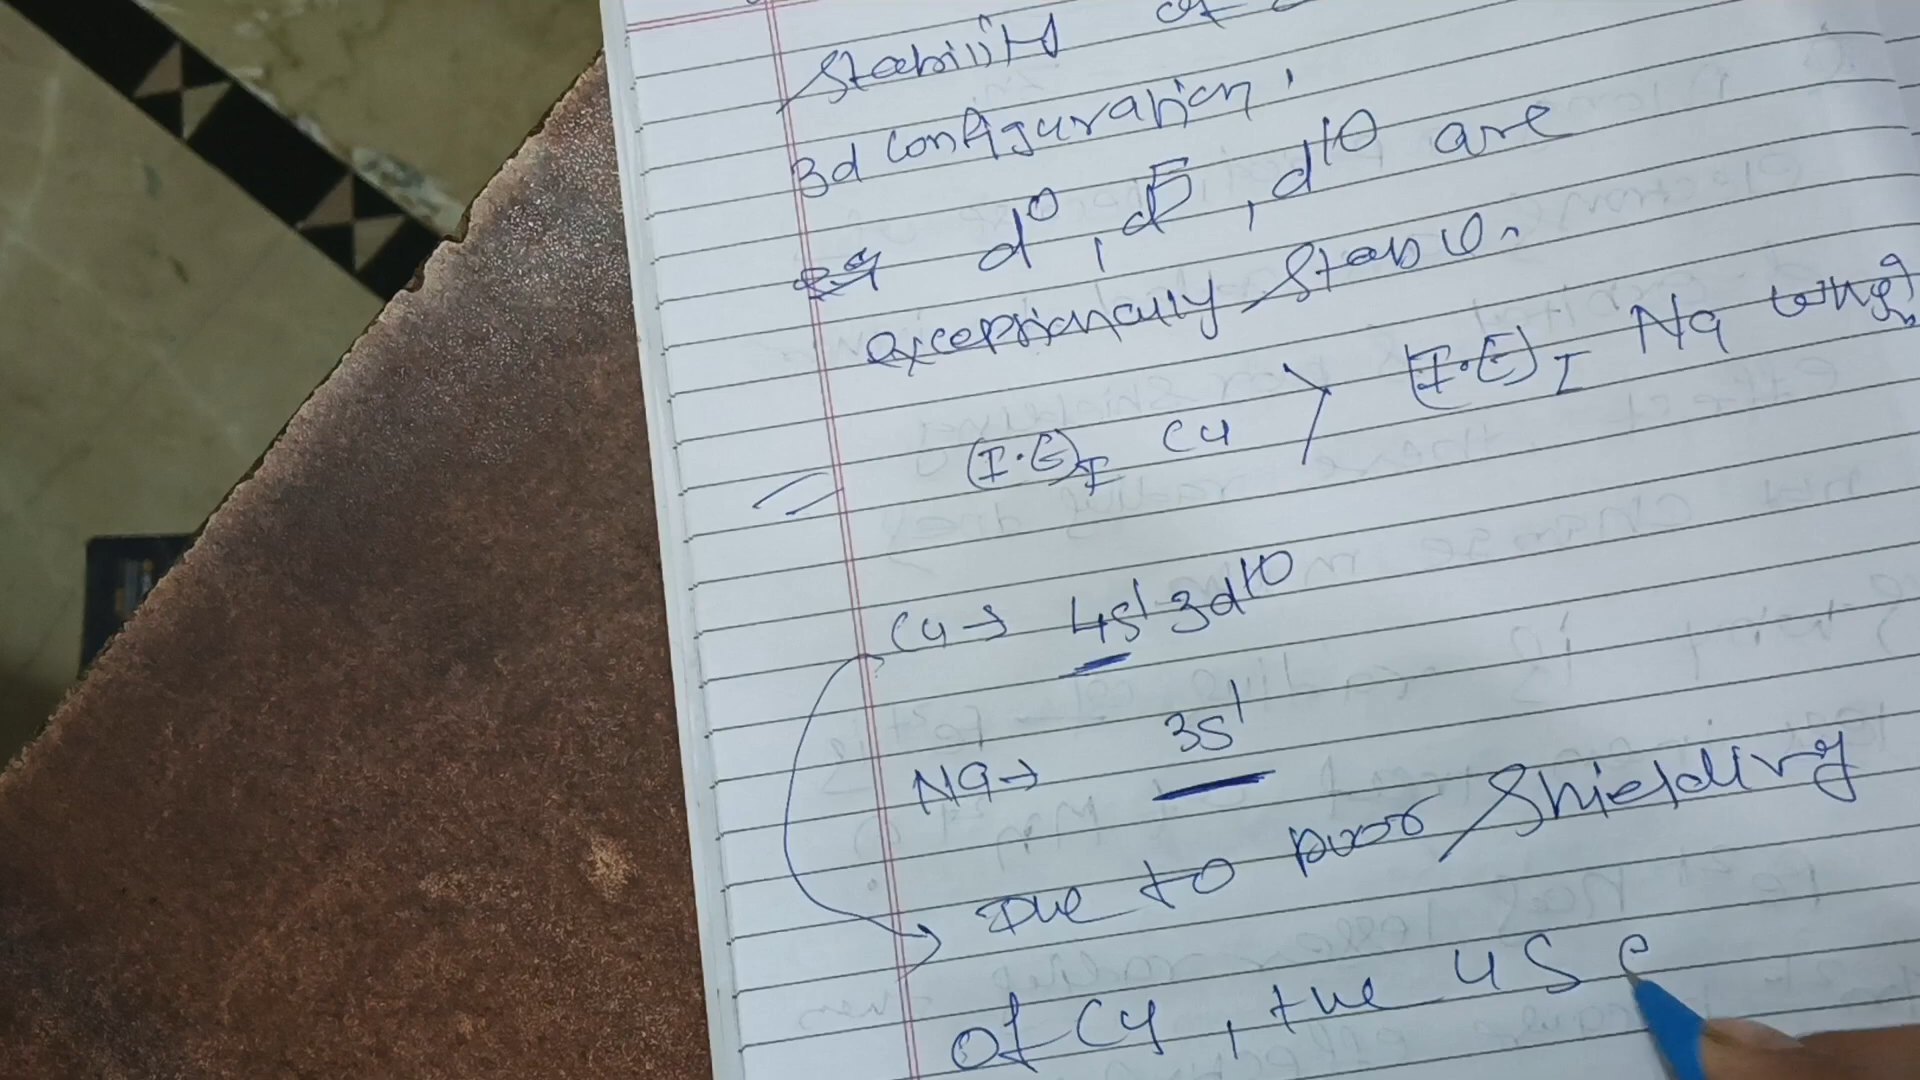 Stability of
3d configuration.
eg d⁰, d⁵, d¹⁰ are
exceptionally stable.
(I.E)I Cu > (I.E)I Na why?
Cu → 4s¹ 3d¹⁰
Na → 3s¹
Due to poor shielding
of Cu, the 4s e